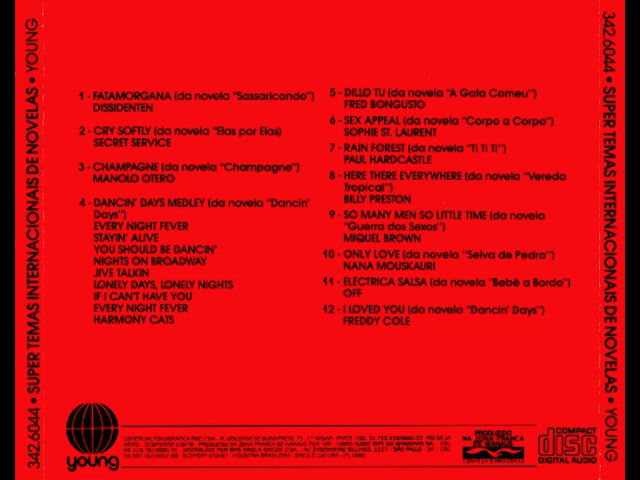 342.6044 • SUPER TEMAS INTERNACIONAIS DE NOVELAS • YOUNG
1 - FATAMORGANA (da novela "Sassaricando")
DISSIDENTEN
2 - CRY SOFTLY (da novela "Elas por Elas)
SECRET SERVICE
3 - CHAMPAGNE (da novela "Champagne")
MANOLO OTERO
4 - DANCIN' DAYS MEDLEY (da novela "Dancin'
Days")
EVERY NIGHT FEVER
STAYIN' ALIVE
YOU SHOULD BE DANCIN'
NIGHTS ON BROADWAY
JIVE TALKIN
LONELY DAYS, LONELY NIGHTS
IF I CAN'T HAVE YOU
EVERY NIGHT FEVER
HARMONY CATS
5 - DILLO TU (da novela "A Gata Comeu")
FRED BONGUSTO
6 - SEX APPEAL (da novela "Corpo a Corpo")
SOPHIE ST. LAURENT
7 - RAIN FOREST (da novela "Ti Ti Ti")
PAUL HARDCASTLE
8 - HERE THERE EVERYWHERE (da novela "Vereda
Tropical")
BILLY PRESTON
9 - SO MANY MEN SO LITTLE TIME (da novela
"Guerra dos Sexos")
MIQUEL BROWN
10 - ONLY LOVE (da novela "Selva de Pedra")
NANA MOUSKAURI
11 - ELECTRICA SALSA (da novela "Bebê a Bordo")
OFF
12 - I LOVED YOU (da novela "Dancin' Days")
FREDDY COLE
young
PRODUZIDO
NA ZONA FRANCA
DE MANAUS
COMPACT
disc
DIGITAL AUDIO
342.6044 • SUPER TEMAS INTERNACIONAIS DE NOVELAS • YOUNG